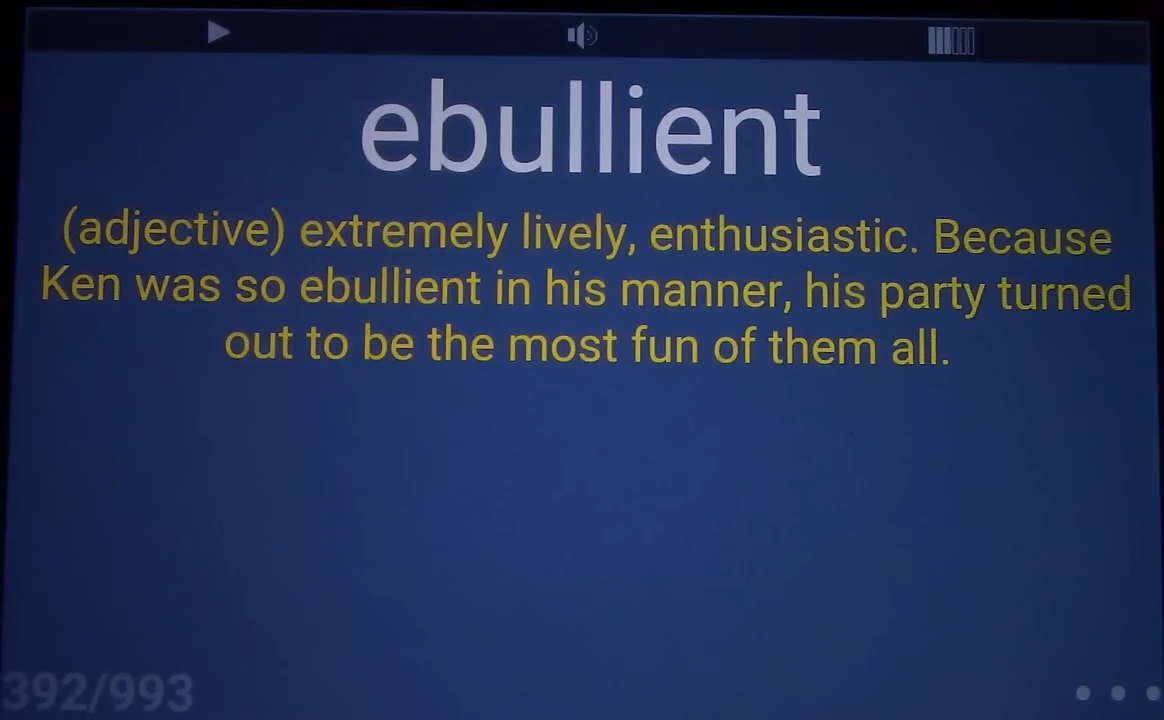 ebullient
(adjective) extremely lively, enthusiastic. Because
Ken was so ebullient in his manner, his party turned
out to be the most fun of them all.
392/993